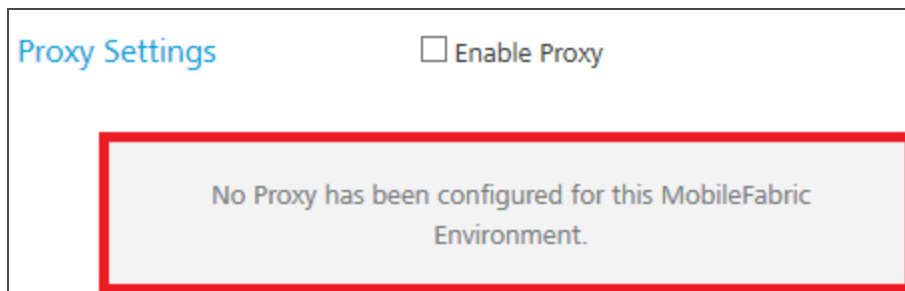 Proxy Settings
Enable Proxy
No Proxy has been configured for this MobileFabric
Environment.